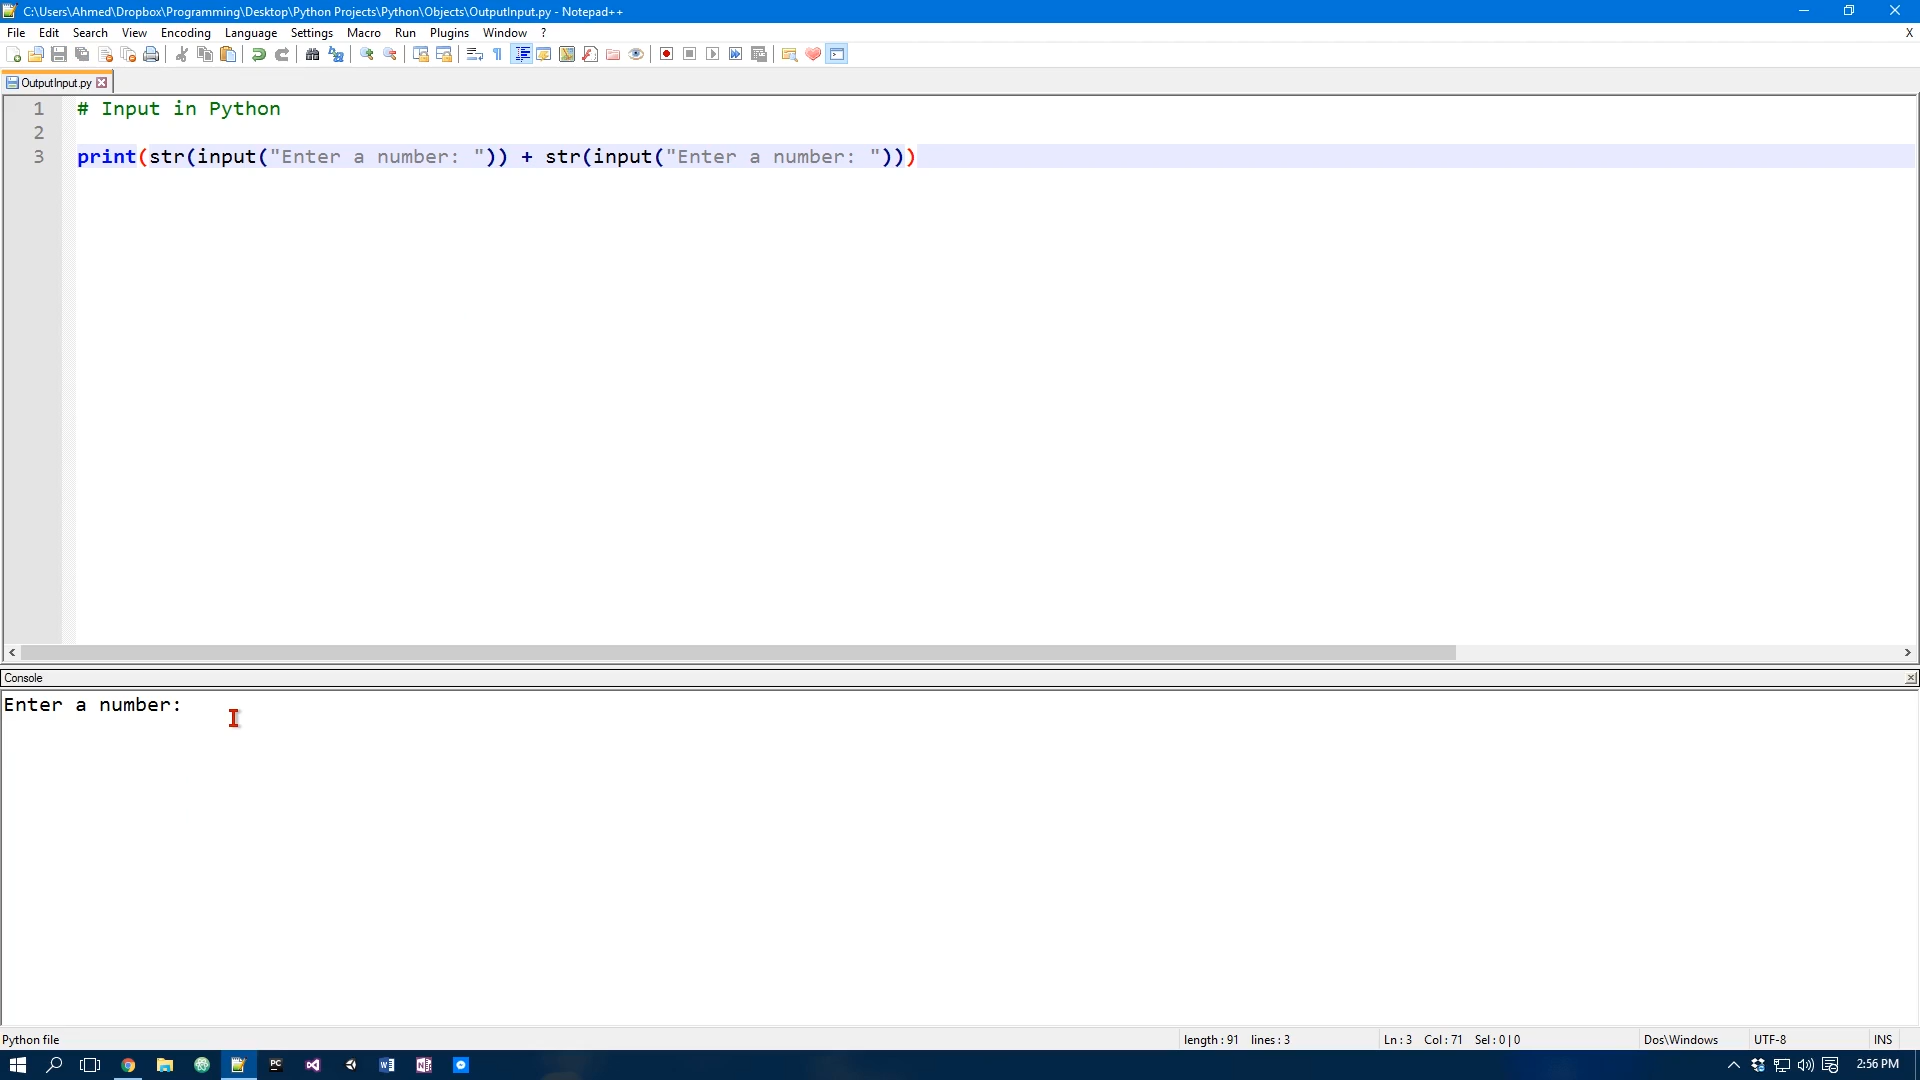 C:\Users\Ahmed\Dropbox\Programming\Desktop\Python Projects\Python\Objects\OutputInput.py - Notepad++
File Edit Search View Encoding Language Settings Macro Run Plugins Window ? X
OutputInput.py
1 # Input in Python
2
3 print(str(input("Enter a number: ")) + str(input("Enter a number: ")))
Console
Enter a number:
Python file length : 91 lines : 3 Ln : 3 Col : 71 Sel : 0 | 0 Dos\Windows UTF-8 INS
2:56 PM